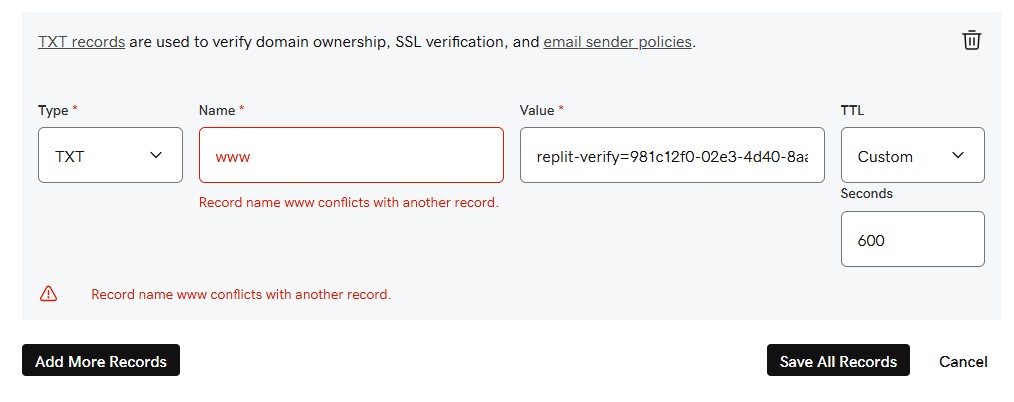 TXT records are used to verify domain ownership, SSL verification, and email sender policies.
Type * Name * Value * TTL
TXT www replit-verify=981c12f0-02e3-4d40-8aa Custom
Record name www conflicts with another record. Seconds
600
Record name www conflicts with another record.
Add More Records Save All Records Cancel